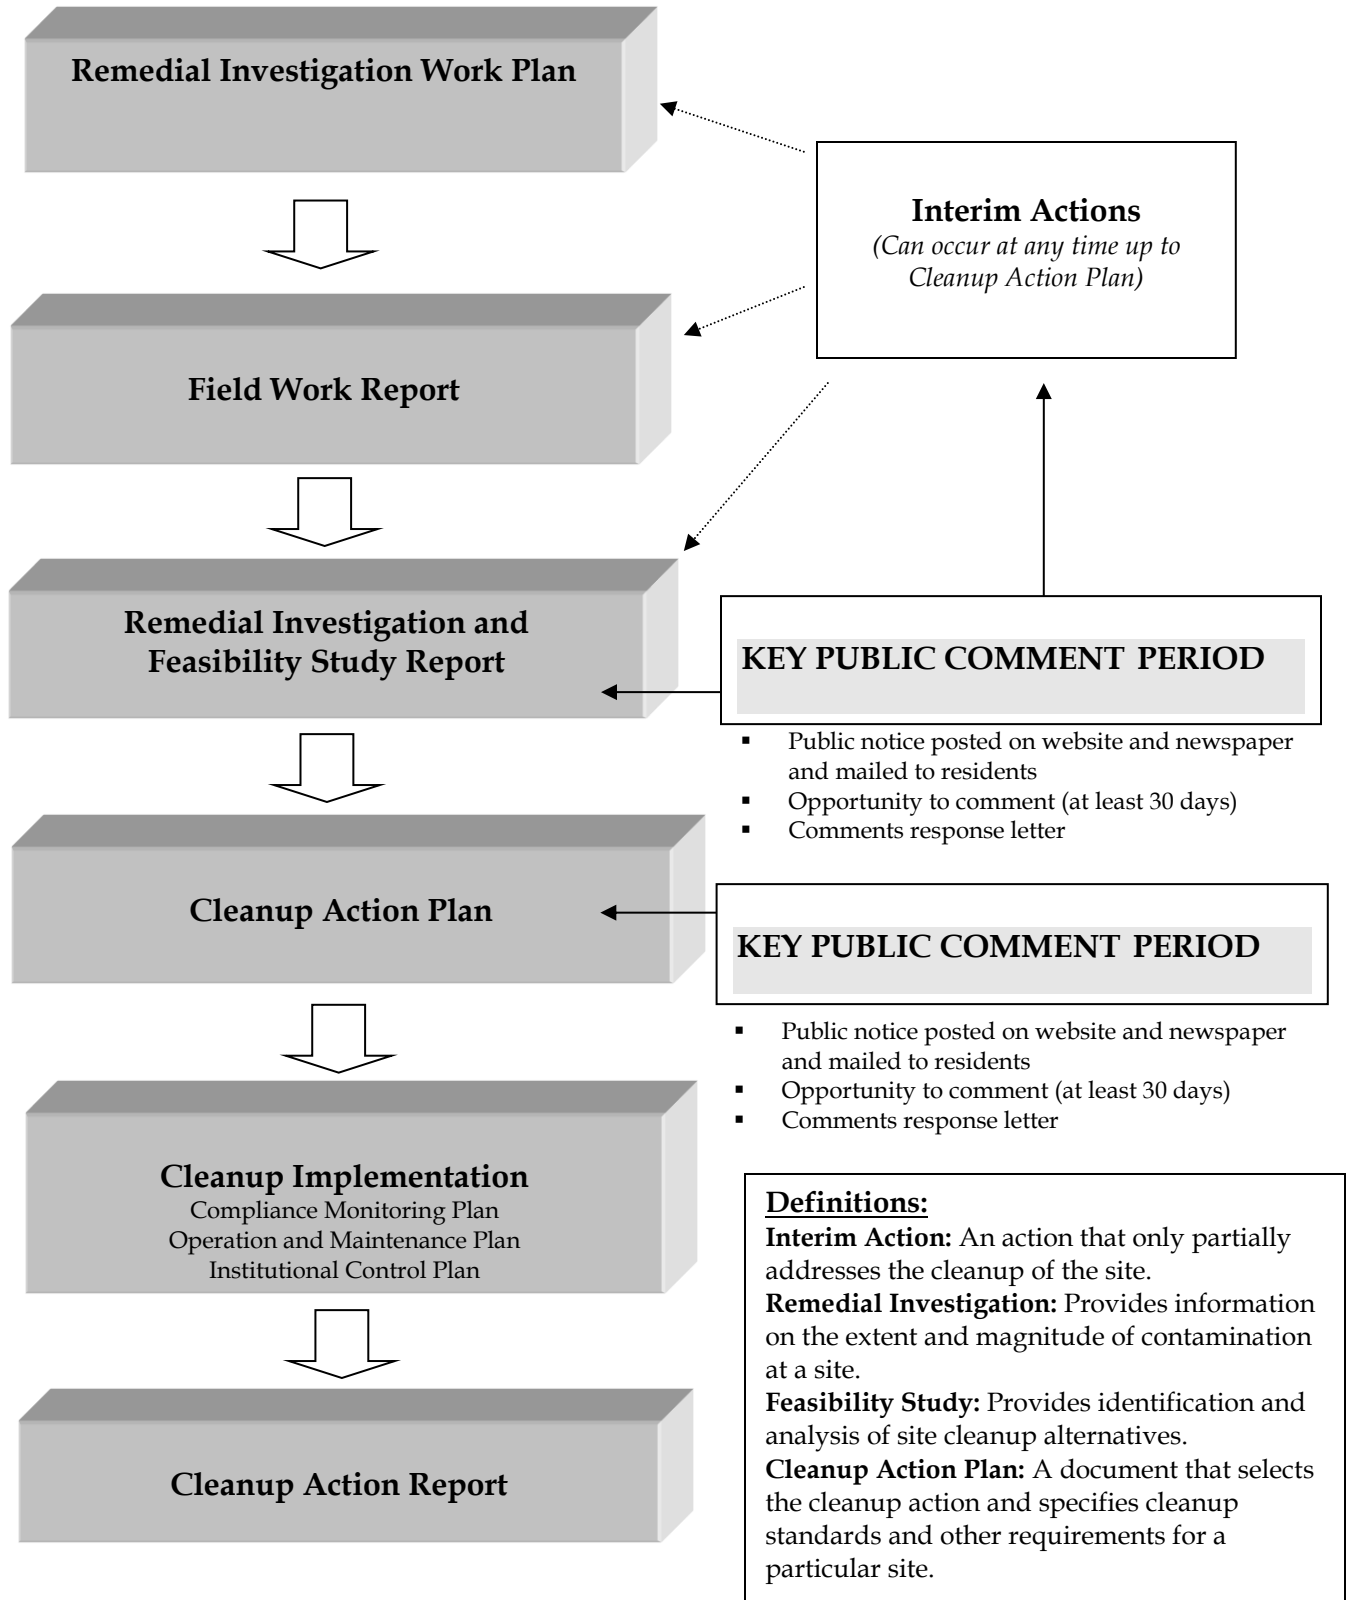 Remedial Investigation Work Plan
Interim Actions
(Can occur at any time up to
Cleanup Action Plan)
Field Work Report
Remedial Investigation and
Feasibility Study Report
KEY PUBLIC COMMENT PERIOD
▪ Public notice posted on website and newspaper
and mailed to residents
▪ Opportunity to comment (at least 30 days)
▪ Comments response letter
Cleanup Action Plan
KEY PUBLIC COMMENT PERIOD
▪ Public notice posted on website and newspaper
and mailed to residents
▪ Opportunity to comment (at least 30 days)
▪ Comments response letter
Cleanup Implementation
Compliance Monitoring Plan
Operation and Maintenance Plan
Institutional Control Plan
Cleanup Action Report
Definitions:
Interim Action: An action that only partially
addresses the cleanup of the site.
Remedial Investigation: Provides information
on the extent and magnitude of contamination
at a site.
Feasibility Study: Provides identification and
analysis of site cleanup alternatives.
Cleanup Action Plan: A document that selects
the cleanup action and specifies cleanup
standards and other requirements for a
particular site.